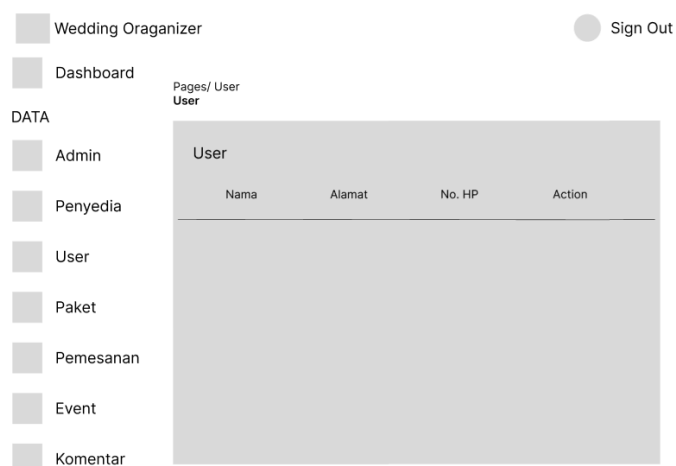 Wedding Oraganizer
Sign Out
Dashboard
Pages/ User
User
DATA
Admin
Penyedia
User
Paket
Pemesanan
Event
Komentar
User
Nama Alamat No. HP Action